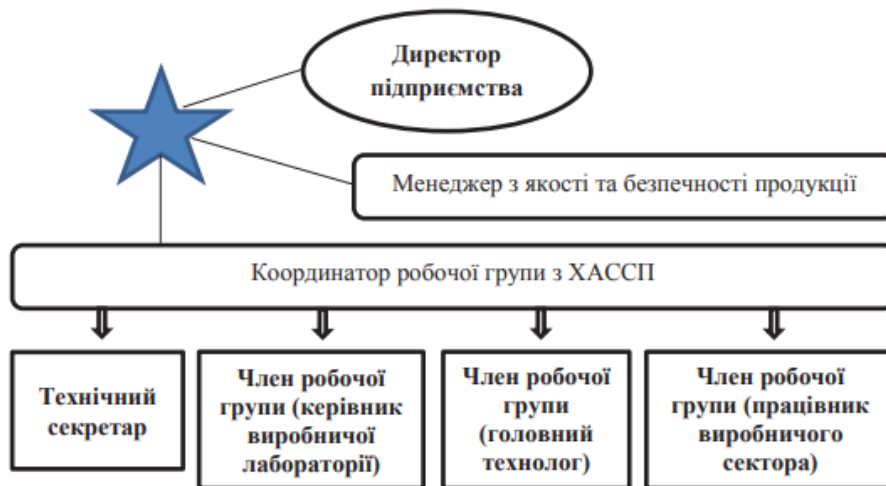 Директор
підприємства
Менеджер з якості та безпечності продукції
Координатор робочої групи з ХАССП
Технічний
секретар
Член робочої
групи (керівник
виробничої
лабораторії)
Член робочої
групи
(головний
технолог)
Член робочої
групи (працівник
виробничого
сектора)